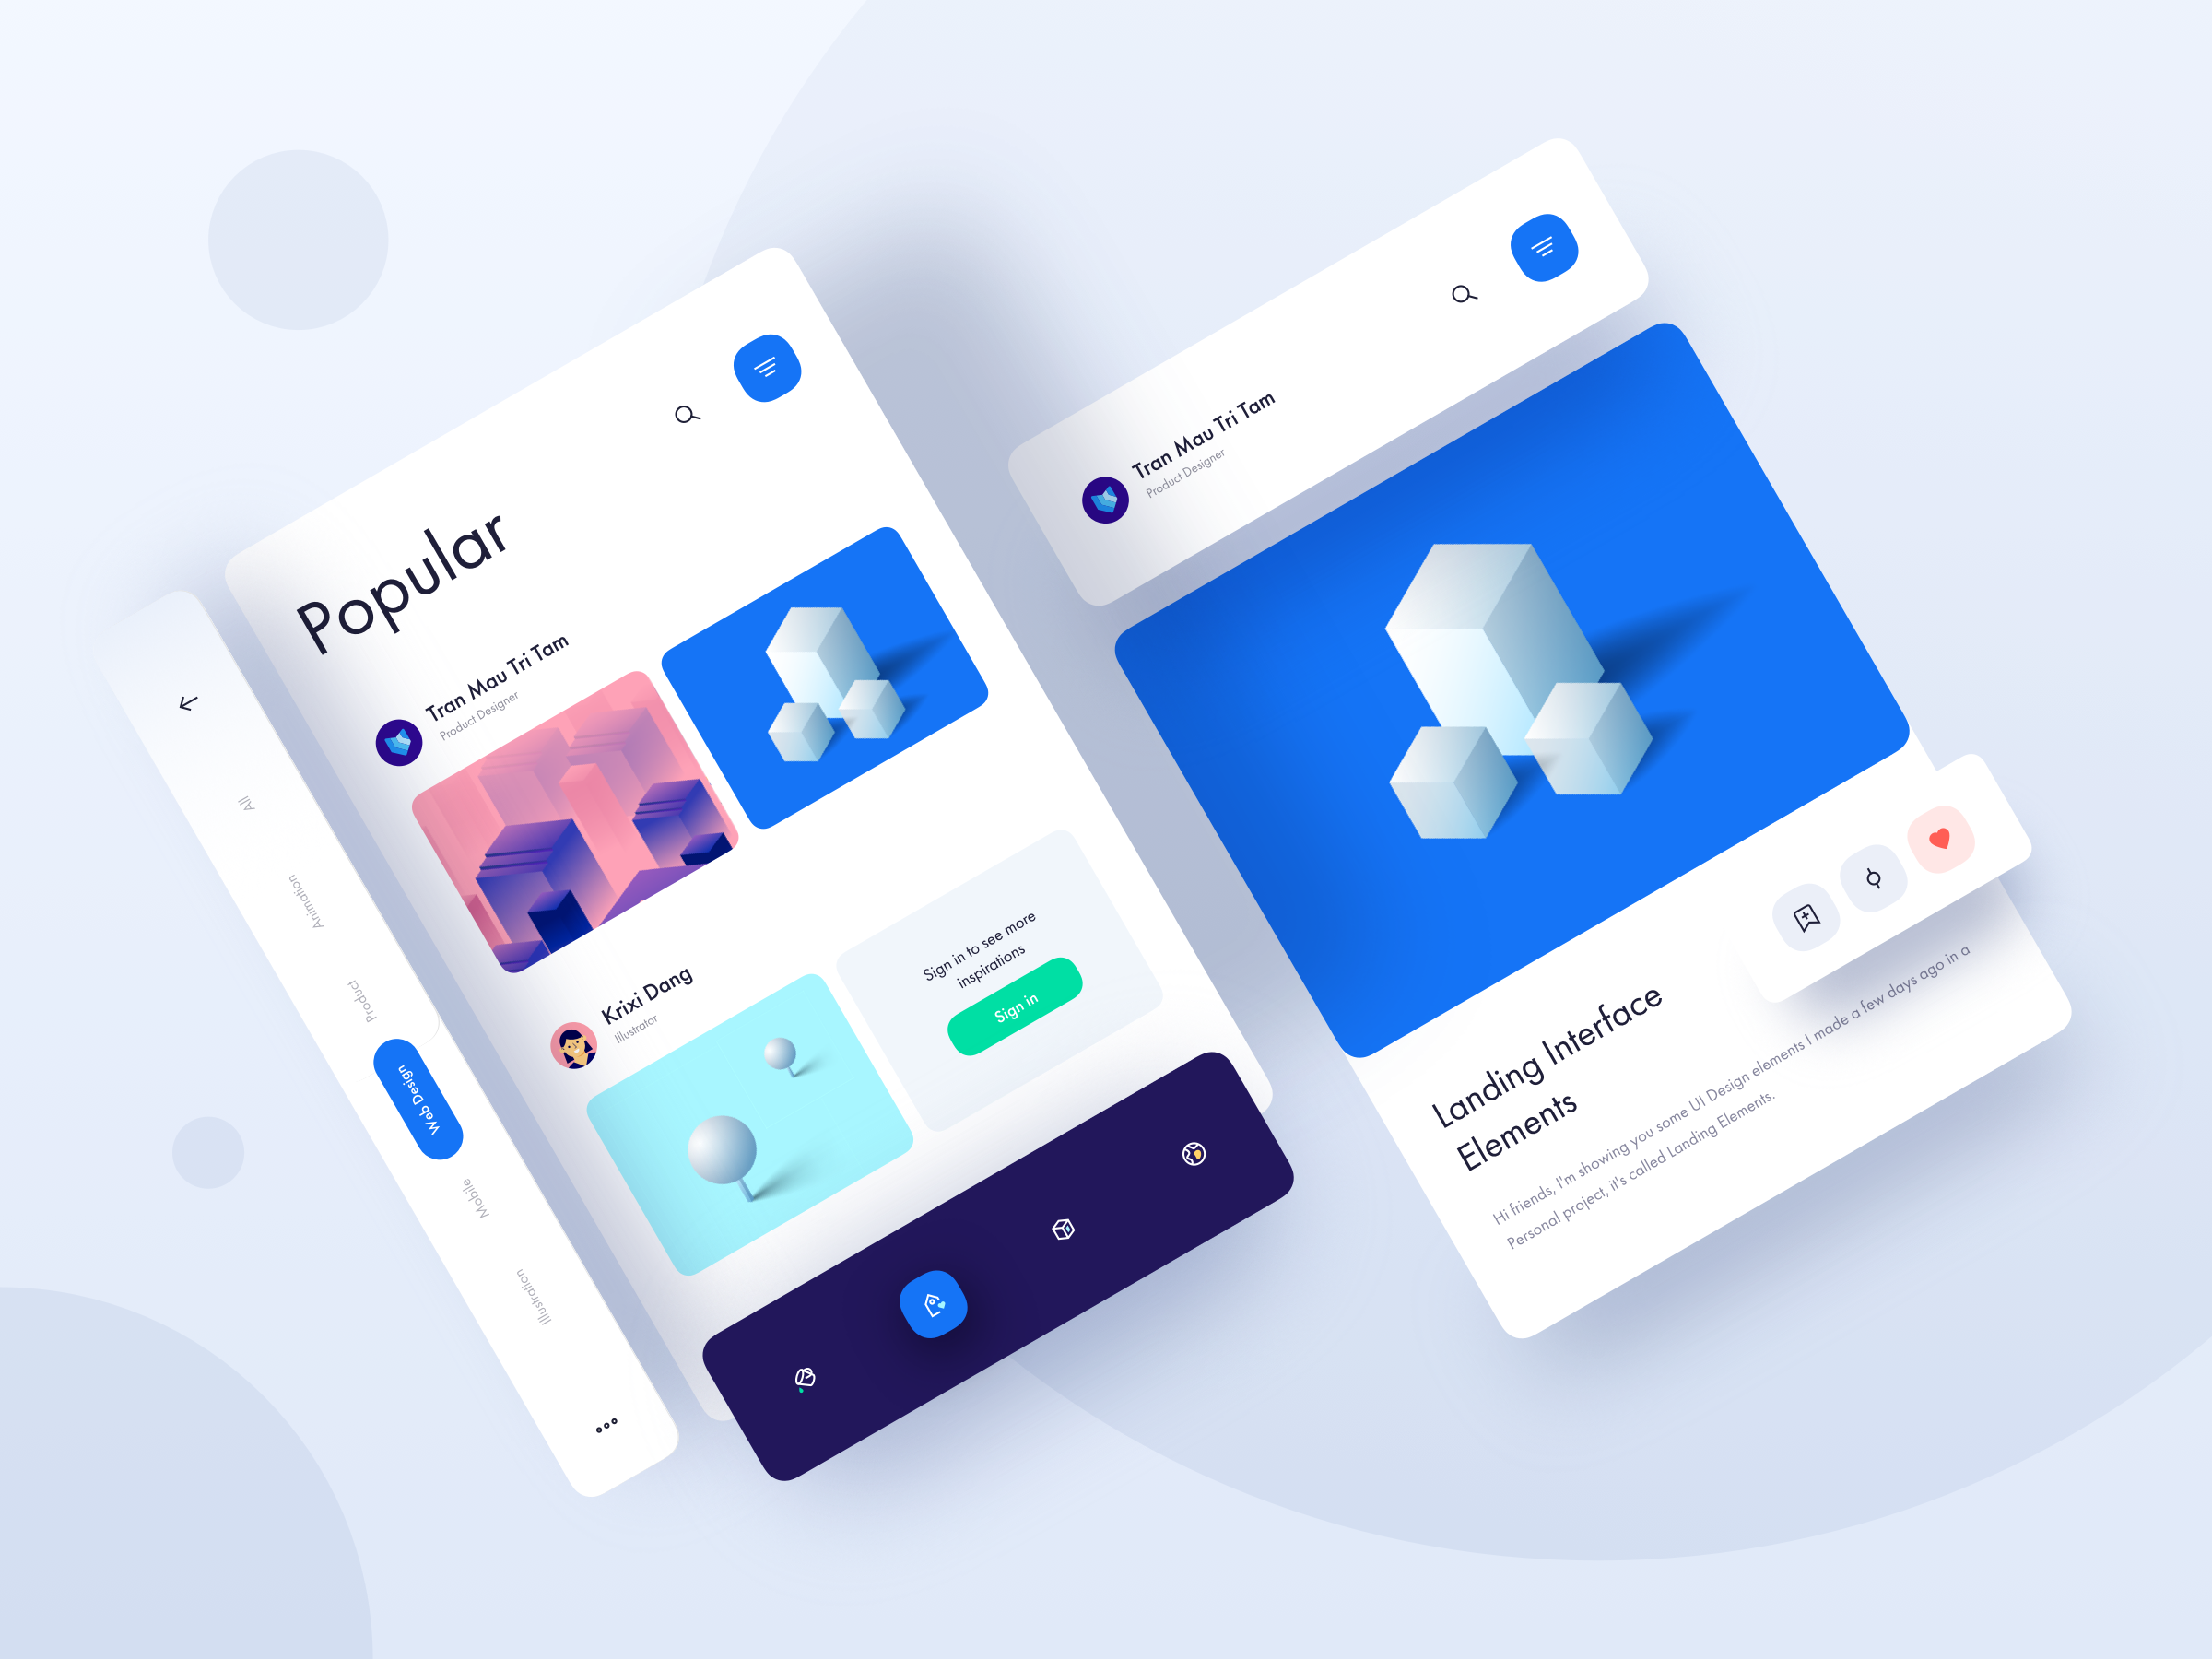 All
Animation
Product
Web Design
Mobile
Illustration
Popular
Tran Mau Tri Tam
Product Designer
Krixi Dang
Illustrator
Sign in to see more
inspirations
Sign in
Tran Mau Tri Tam
Product Designer
Landing Interface
Elements
Hi friends, I'm showing you some UI Design elements I made a few days ago in a
Personal project, it's called Landing Elements.